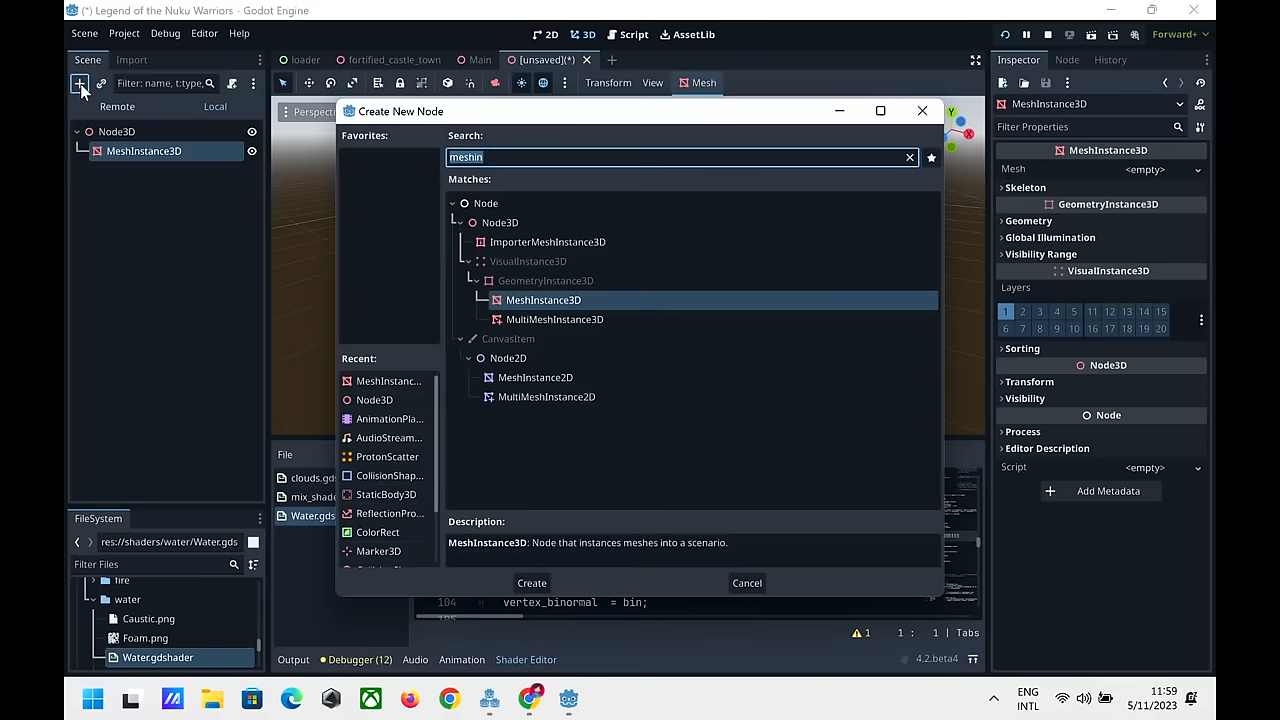 (*) Legend of the Nuku Warriors - Godot Engine
Scene Project Debug Editor Help
2D 3D Script AssetLib
Forward+
Scene Import
loader fortified_castle_town Main [unsaved](*)
Inspector Node History
Filter: name, t:type,
Transform View Mesh
Remote Local
Perspecti
Y
X
MeshInstance3D
Filter Properties
Node3D
MeshInstance3D
Create New Node
Favorites:
Search:
meshin
Matches:
Node
Node3D
ImporterMeshInstance3D
VisualInstance3D
GeometryInstance3D
MeshInstance3D
MultiMeshInstance3D
CanvasItem
Node2D
MeshInstance2D
MultiMeshInstance2D
Recent:
MeshInstanc...
Node3D
AnimationPla...
AudioStream...
ProtonScatter
CollisionShap...
StaticBody3D
ReflectionPro...
ColorRect
Marker3D
Description:
MeshInstance3D: Node that instances meshes into a scenario.
Create Cancel
MeshInstance3D
Mesh <empty>
Skeleton
GeometryInstance3D
Geometry
Global Illumination
Visibility Range
VisualInstance3D
Layers
1 2 3 4 5 11 12 13 14 15
6 7 8 9 10 16 17 18 19 20
Sorting
Node3D
Transform
Visibility
Node
Process
Editor Description
Script <empty>
Add Metadata
File
clouds.gds
mix_shade
Water.gds
104 vertex_binormal = bin;
105
1 1 : 1 | Tabs
FileSystem
res://shaders/water/Water.gds
Filter Files
fire
water
Caustic.png
Foam.png
Water.gdshader
Output Debugger (12) Audio Animation Shader Editor
4.2.beta4
4
ENG
INTL
11:59
5/11/2023